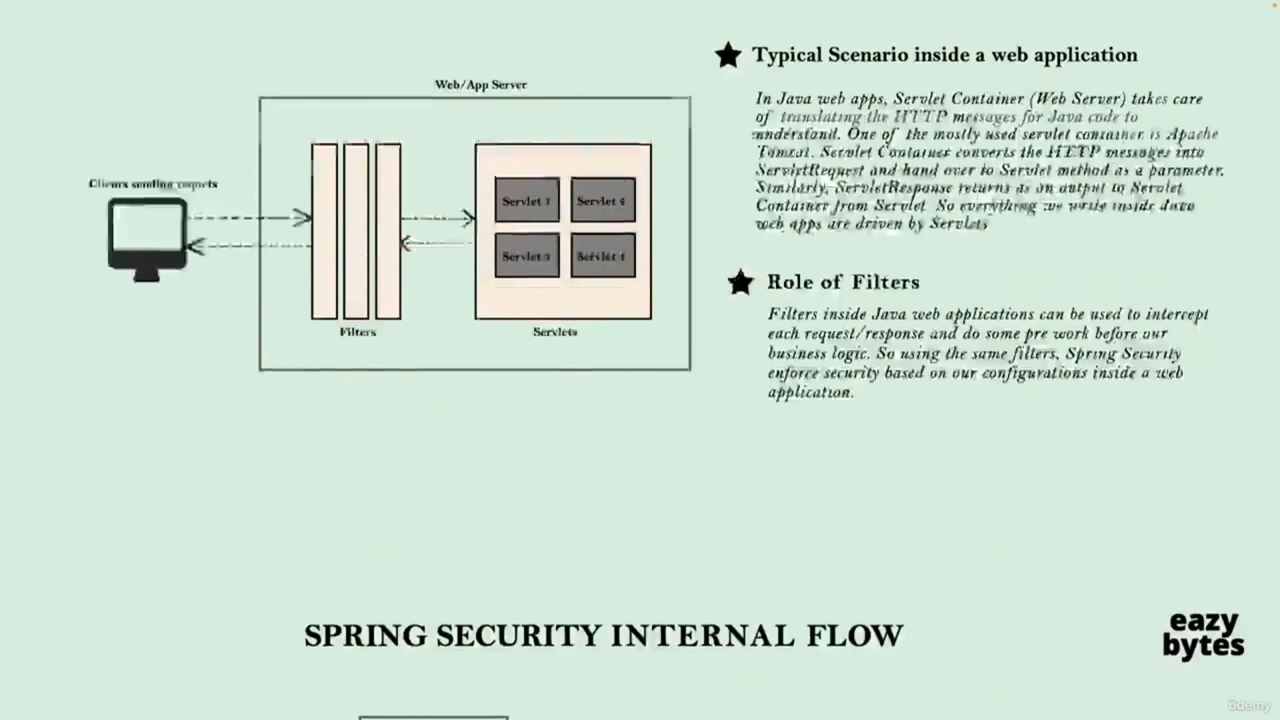 Web/App Server
Clients sending requests
Servlet
Servlet
Servlet
Servlet
Filters
Servlets
Typical Scenario inside a web application
In Java web apps, Servlet Container (Web Server) takes care
of translating the HTTP messages for Java code to
understand. One of the mostly used servlet container is Apache
Tomcat. Servlet Container converts the HTTP messages into
ServletRequest and hand over to Servlet method as a parameter.
Similarly, ServletResponse returns as an output to Servlet
Container from Servlet. So everything we write inside Java
web apps are driven by Servlets
Role of Filters
Filters inside Java web applications can be used to intercept
each request/response and do some pre work before our
business logic. So using the same filters, Spring Security
enforce security based on our configurations inside a web
application.
SPRING SECURITY INTERNAL FLOW
eazy
bytes
ûdemy